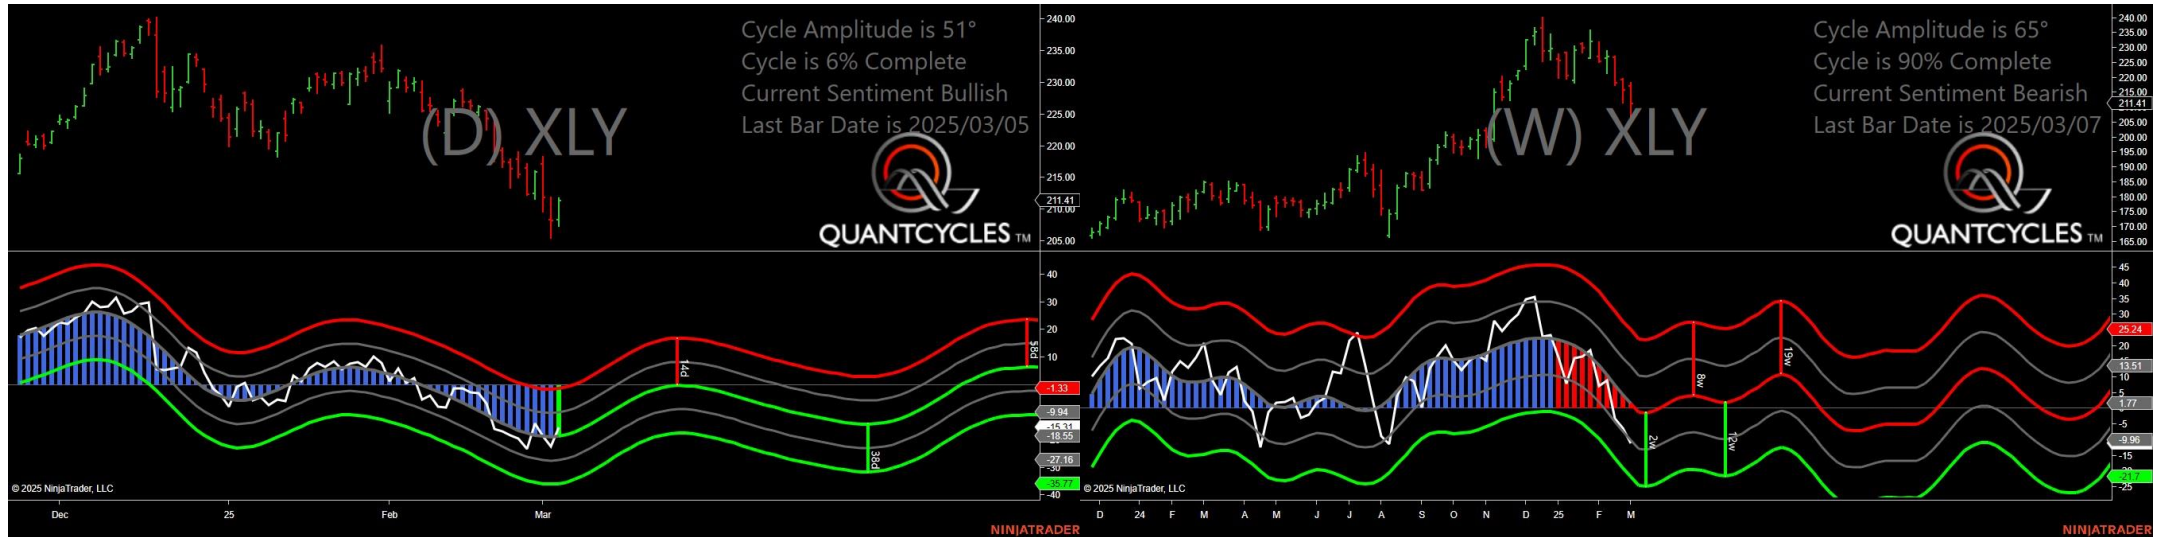 Cycle Amplitude is 51°
Cycle is 6% Complete
Current Sentiment Bullish
Last Bar Date is 2025/03/05
(D) XLY
QUANTCYCLES TM
240.00
235.00
230.00
225.00
220.00
215.00
211.41
210.00
205.00
40
30
20
10
-1.33
-9.94
-15.31
-18.55
-27.16
-30
-35.77
-40
14d
38d
58d
© 2025 NinjaTrader, LLC
Dec 25 Feb Mar
NINJATRADER
Cycle Amplitude is 65°
Cycle is 90% Complete
Current Sentiment Bearish
Last Bar Date is 2025/03/07
(W) XLY
QUANTCYCLES TM
240.00
235.00
230.00
225.00
220.00
215.00
211.41
205.00
200.00
195.00
190.00
185.00
180.00
175.00
170.00
165.00
45
40
35
30
25.24
20
13.51
10
5
1.77
-5
-9.96
-15
-21.7
-25
2w
8w
12w
19w
© 2025 NinjaTrader, LLC
D 24 F M A M J J A S O N D 25 F M
NINJATRADER